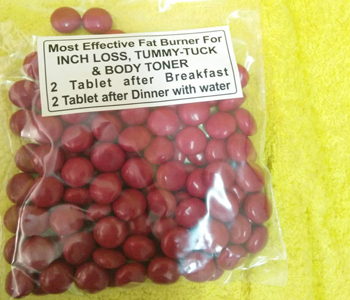 Most Effective Fat Burner For
INCH LOSS, TUMMY-TUCK
& BODY TONER
2 Tablet after Breakfast
2 Tablet after Dinner with water